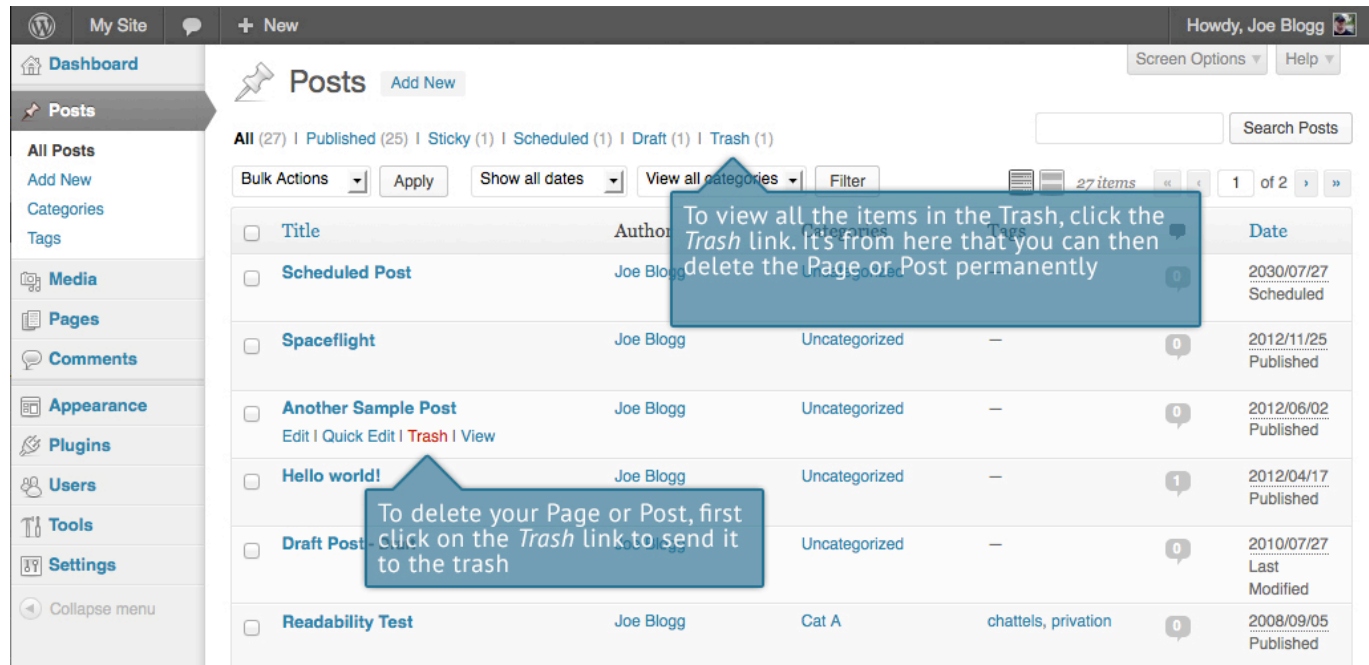 My Site + New Howdy, Joe Blogg
Dashboard
Posts
All Posts
Add New
Categories
Tags
Media
Pages
Comments
Appearance
Plugins
Users
Tools
Settings
Collapse menu
Screen Options ▼ Help ▼
Posts Add New
All (27) | Published (25) | Sticky (1) | Scheduled (1) | Draft (1) | Trash (1)
Search Posts
Bulk Actions Apply Show all dates View all categories Filter 27 items « ‹ 1 of 2 › »
To view all the items in the Trash, click the
Trash link. It's from here that you can then
delete the Page or Post permanently
Title Author Categories Tags Date
Scheduled Post Joe Blogg Uncategorized 0 2030/07/27
Scheduled
Spaceflight Joe Blogg Uncategorized — 0 2012/11/25
Published
Another Sample Post Joe Blogg Uncategorized — 0 2012/06/02
Edit | Quick Edit | Trash | View Published
Hello world! Joe Blogg Uncategorized — 1 2012/04/17
Published
To delete your Page or Post, first
click on the Trash link to send it
to the trash
Draft Post - Draft Joe Blogg Uncategorized — 0 2010/07/27
Last
Modified
Readability Test Joe Blogg Cat A chattels, privation 0 2008/09/05
Published